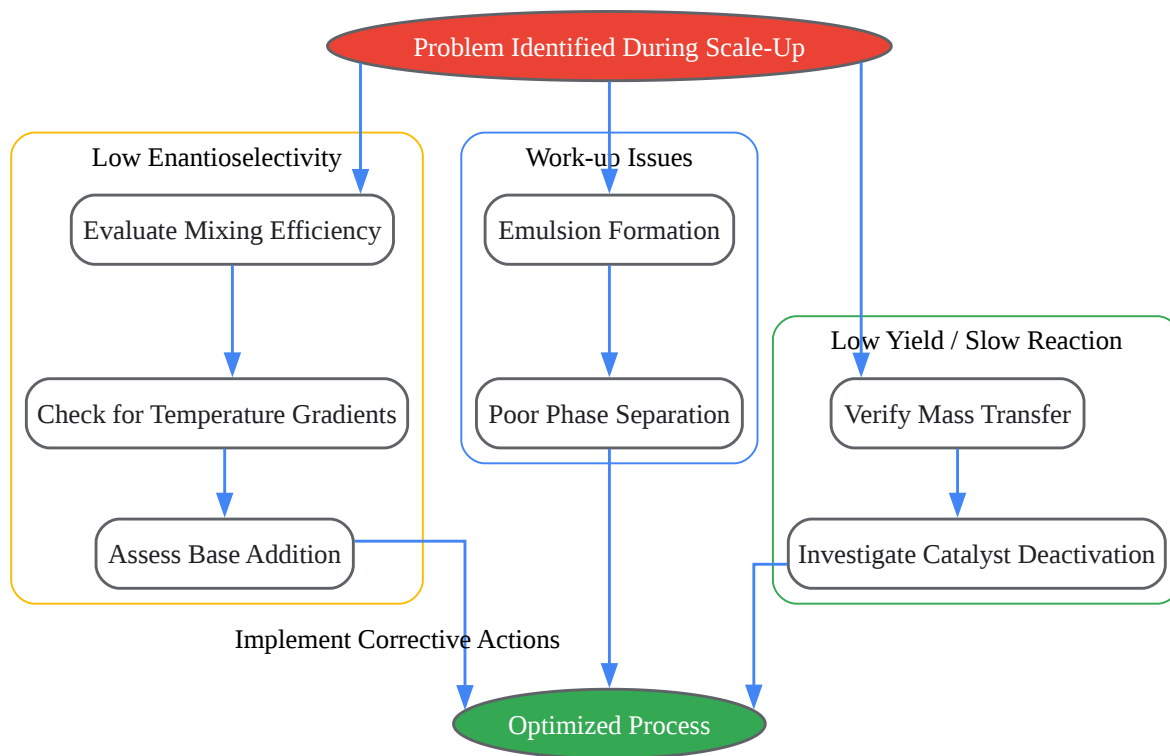 Problem Identified During Scale-Up
Low Enantioselectivity
Evaluate Mixing Efficiency
Check for Temperature Gradients
Assess Base Addition
Work-up Issues
Emulsion Formation
Poor Phase Separation
Low Yield / Slow Reaction
Verify Mass Transfer
Investigate Catalyst Deactivation
Implement Corrective Actions
Optimized Process